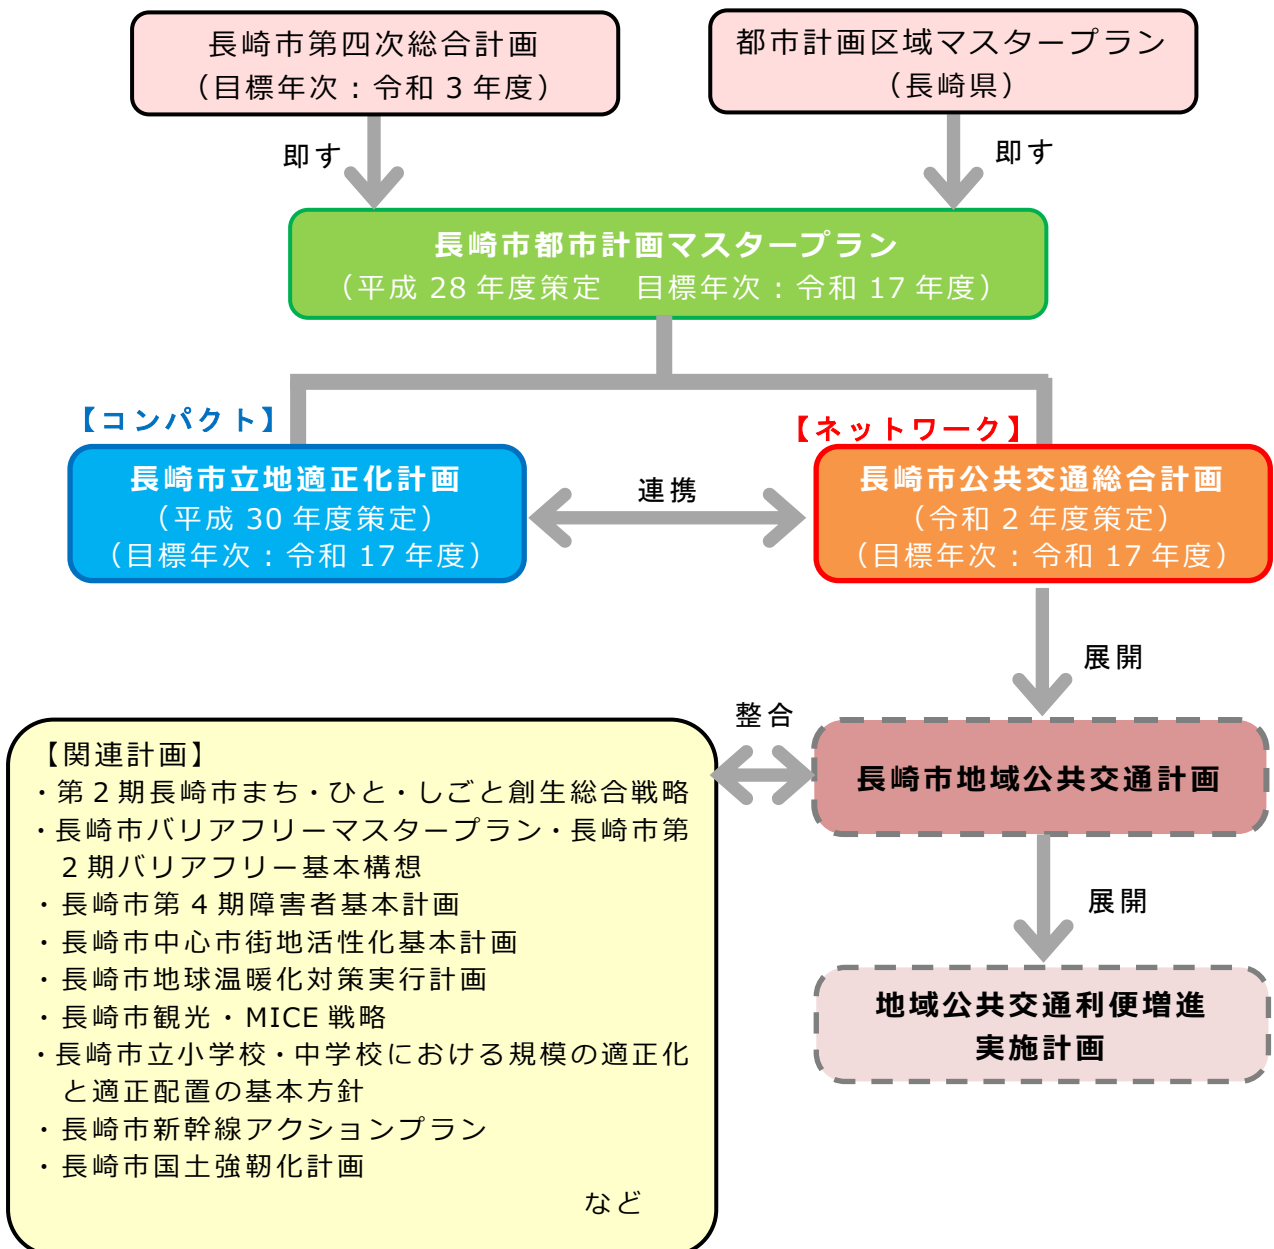 長崎市第四次総合計画
（目標年次：令和 3 年度）
都市計画区域マスタープラン
（長崎県）
即す
即す
長崎市都市計画マスタープラン
（平成 28 年度策定　目標年次：令和 17 年度）
【コンパクト】
【ネットワーク】
長崎市立地適正化計画
（平成 30 年度策定）
（目標年次：令和 17 年度）
連携
長崎市公共交通総合計画
（令和 2 年度策定）
（目標年次：令和 17 年度）
展開
整合
長崎市地域公共交通計画
展開
地域公共交通利便増進
実施計画
【関連計画】
・第２期長崎市まち・ひと・しごと創生総合戦略
・長崎市バリアフリーマスタープラン・長崎市第
２期バリアフリー基本構想
・長崎市第 4 期障害者基本計画
・長崎市中心市街地活性化基本計画
・長崎市地球温暖化対策実行計画
・長崎市観光・MICE 戦略
・長崎市立小学校・中学校における規模の適正化
と適正配置の基本方針
・長崎市新幹線アクションプラン
・長崎市国土強靭化計画
など